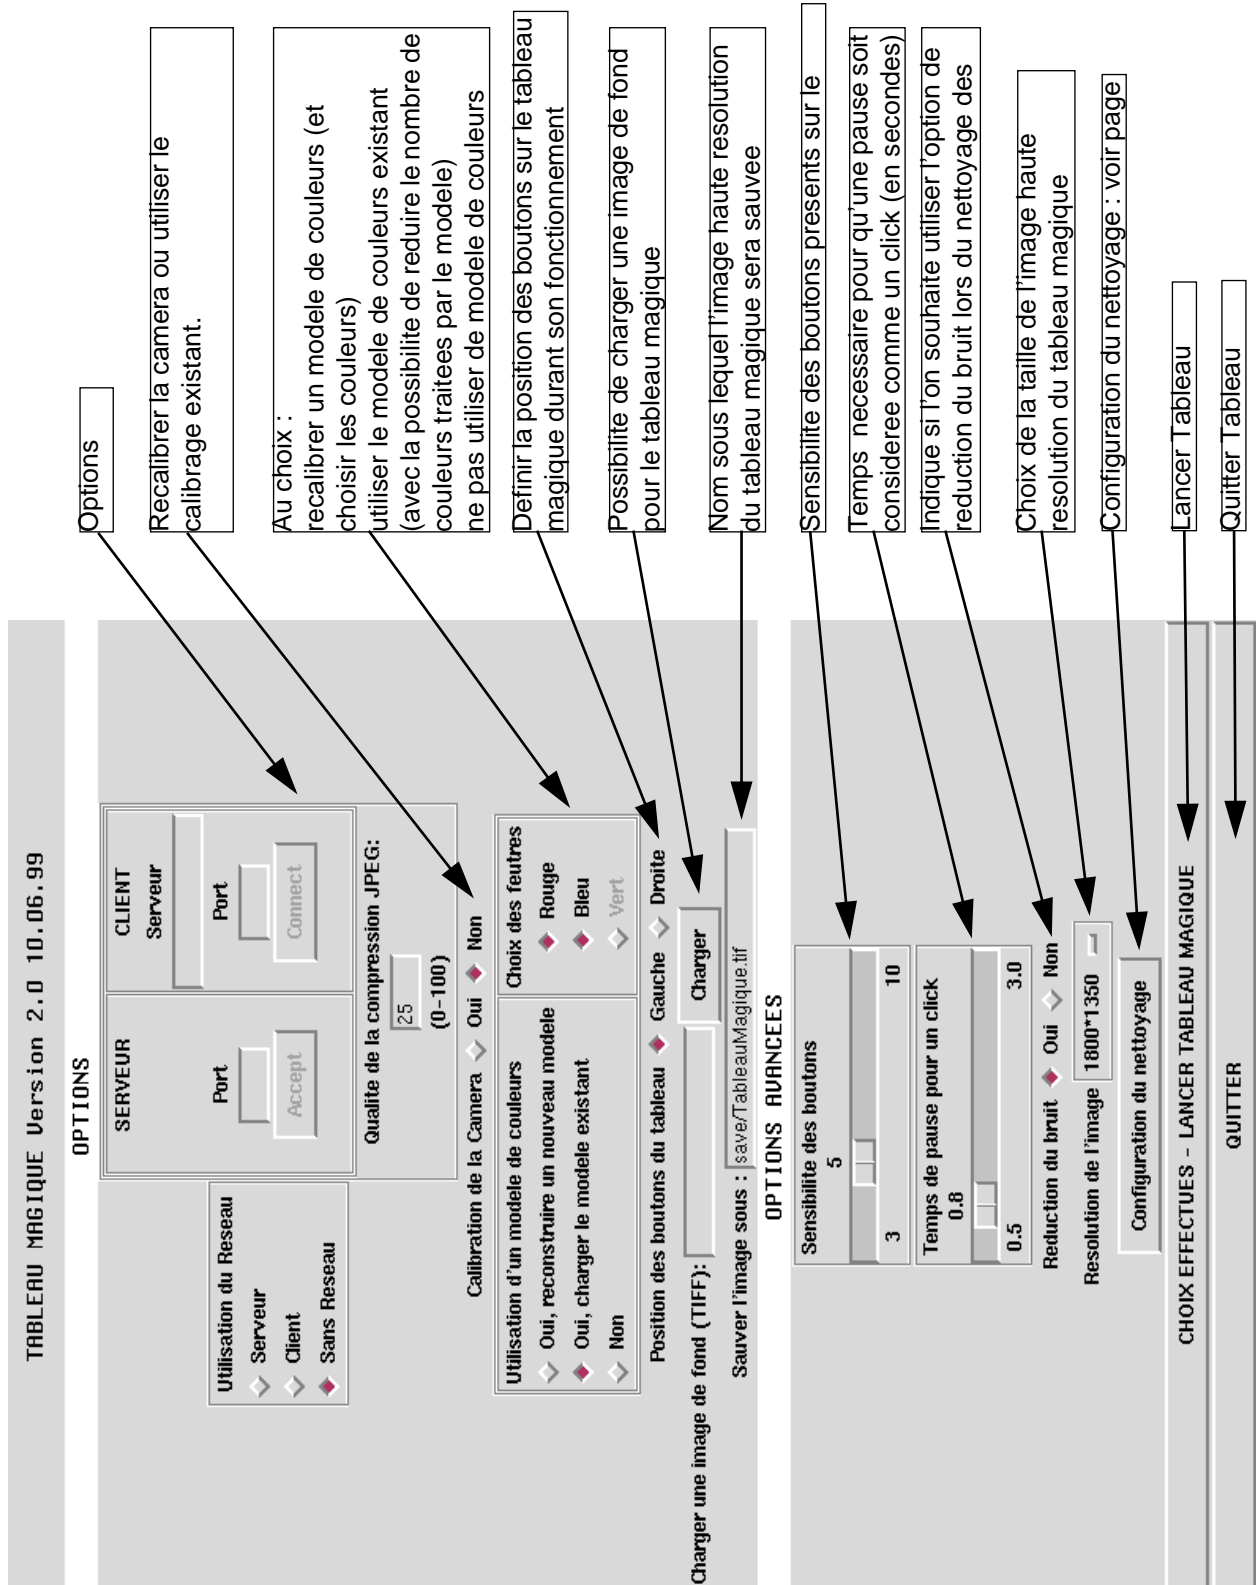 TABLEAU MAGIQUE Version 2.0 10.06.99
OPTIONS
Utilisation du Reseau
Serveur
Client
Sans Reseau
SERVEUR
Port
Accept
CLIENT
Serveur
Port
Connect
Qualite de la compression JPEG:
25
(0-100)
Calibration de la Camera Oui Non
Utilisation d'un modele de couleurs
Oui, reconstruire un nouveau modele
Oui, charger le modele existant
Non
Choix des feutres
Rouge
Bleu
Vert
Position des boutons du tableau Gauche Droite
Charger une image de fond (TIFF): Charger
Sauver l'image sous : save/TableauMagique.tif
OPTIONS AVANCEES
Sensibilite des boutons
5
3 10
Temps de pause pour un click
0.8
0.5 3.0
Reduction du bruit Oui Non
Resolution de l'image 1800*1350
Configuration du nettoyage
CHOIX EFFECTUES - LANCER TABLEAU MAGIQUE
QUITTER
Options
Recalibrer la camera ou utiliser le
calibrage existant.
Au choix :
recalibrer un modele de couleurs (et
choisir les couleurs)
utiliser le modele de couleurs existant
(avec la possibilite de reduire le nombre de
couleurs traitees par le modele)
ne pas utiliser de modele de couleurs
Definir la position des boutons sur le tableau
magique durant son fonctionnement
Possibilite de charger une image de fond
pour le tableau magique
Nom sous lequel l'image haute resolution
du tableau magique sera sauvee
Sensibilite des boutons presents sur le
Temps necessaire pour qu'une pause soit
consideree comme un click (en secondes)
Indique si l'on souhaite utiliser l'option de
reduction du bruit lors du nettoyage des
Choix de la taille de l'image haute
resolution du tableau magique
Configuration du nettoyage : voir page
Lancer Tableau
Quitter Tableau